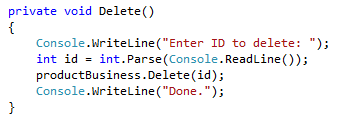 private void Delete()
{
    Console.WriteLine("Enter ID to delete: ");
    int id = int.Parse(Console.ReadLine());
    productBusiness.Delete(id);
    Console.WriteLine("Done.");
}